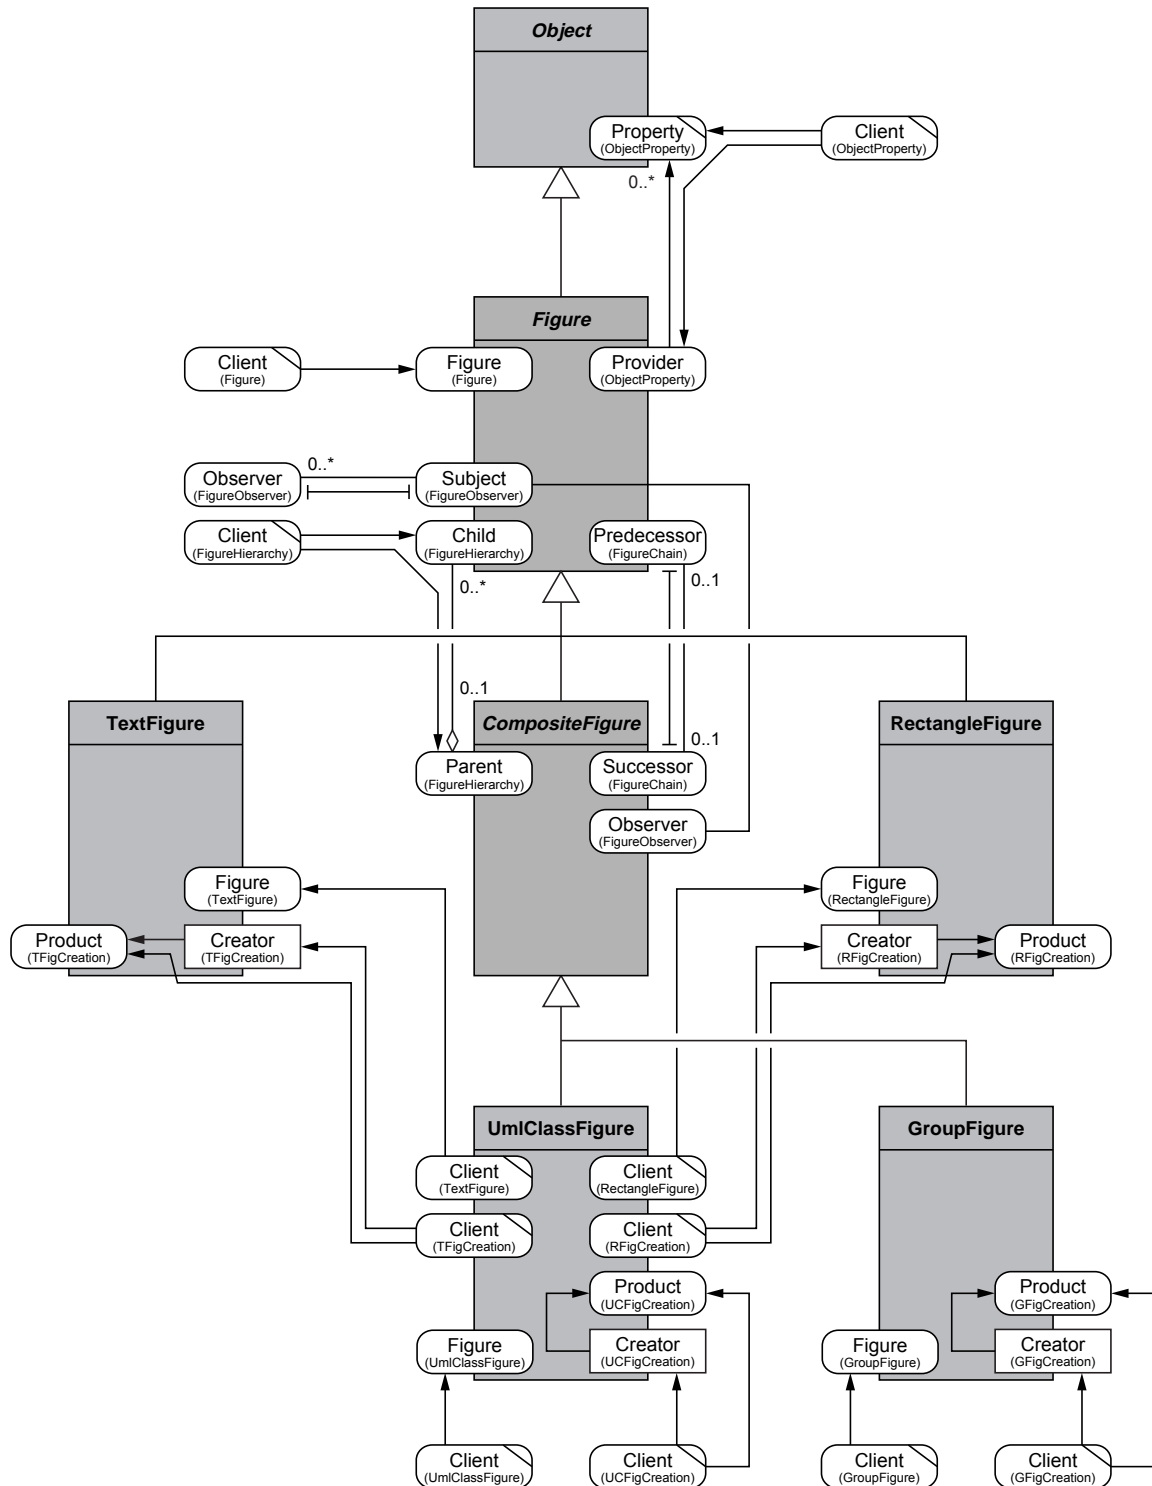 Object
Property
(ObjectProperty)
Client
(ObjectProperty)
0..*
Figure
Client
(Figure)
Figure
(Figure)
Provider
(ObjectProperty)
0..*
Observer
(FigureObserver)
Subject
(FigureObserver)
Client
(FigureHierarchy)
Child
(FigureHierarchy)
Predecessor
(FigureChain)
0..*
0..1
0..1
TextFigure
CompositeFigure
RectangleFigure
0..1
Parent
(FigureHierarchy)
Successor
(FigureChain)
Observer
(FigureObserver)
Figure
(TextFigure)
Figure
(RectangleFigure)
Product
(TFigCreation)
Creator
(TFigCreation)
Creator
(RFigCreation)
Product
(RFigCreation)
UmlClassFigure
GroupFigure
Client
(TextFigure)
Client
(RectangleFigure)
Client
(TFigCreation)
Client
(RFigCreation)
Product
(UCFigCreation)
Product
(GFigCreation)
Figure
(UmlClassFigure)
Creator
(UCFigCreation)
Figure
(GroupFigure)
Creator
(GFigCreation)
Client
(UmlClassFigure)
Client
(UCFigCreation)
Client
(GroupFigure)
Client
(GFigCreation)